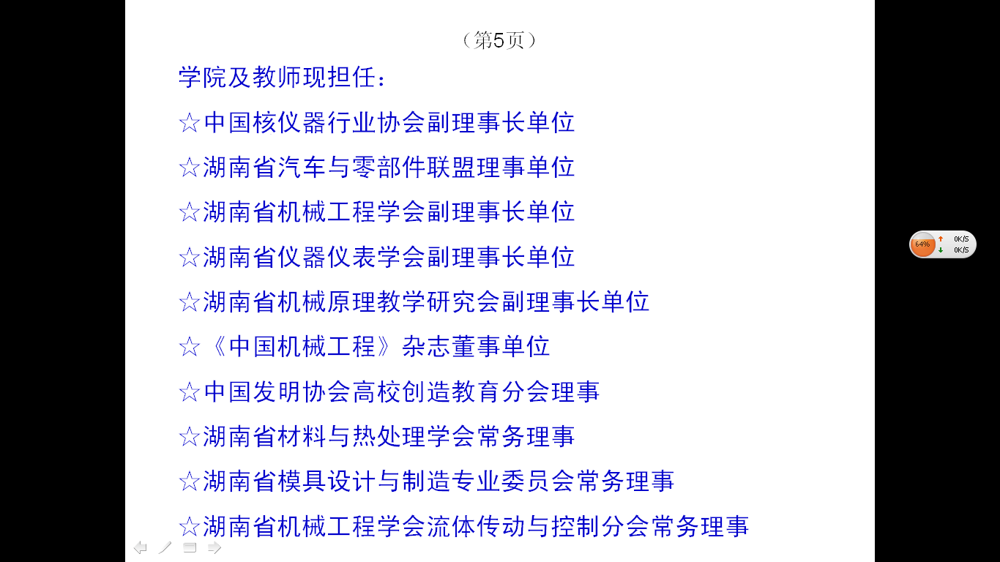 （第5页）
学院及教师现担任：
☆中国核仪器行业协会副理事长单位
☆湖南省汽车与零部件联盟理事单位
☆湖南省机械工程学会副理事长单位
☆湖南省仪器仪表学会副理事长单位
☆湖南省机械原理教学研究会副理事长单位
☆《中国机械工程》杂志董事单位
☆中国发明协会高校创造教育分会理事
☆湖南省材料与热处理学会常务理事
☆湖南省模具设计与制造专业委员会常务理事
☆湖南省机械工程学会流体传动与控制分会常务理事
64%
0K/S
0K/S